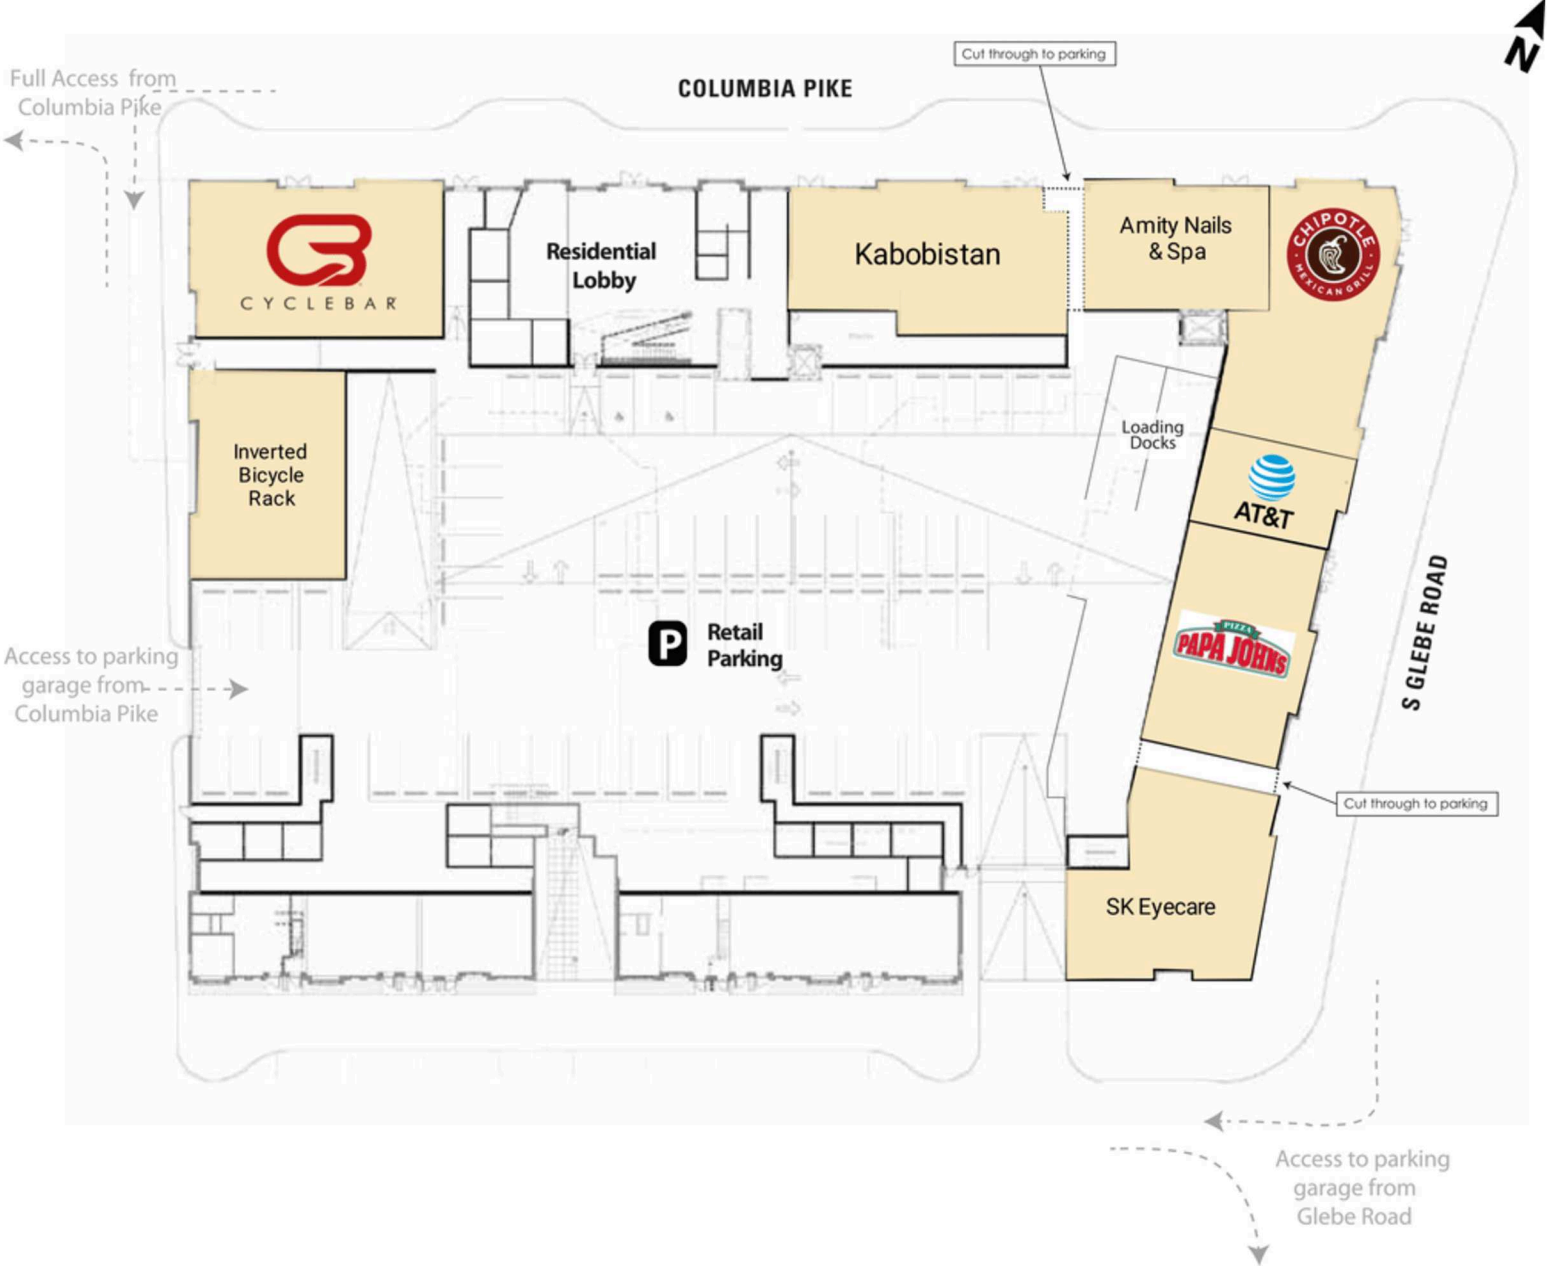 N
Cut through to parking
COLUMBIA PIKE
Full Access from
Columbia Pike
CYCLEBAR
Residential
Lobby
Kabobistan
Amity Nails
& Spa
CHIPOTLE
MEXICAN GRILL
Inverted
Bicycle
Rack
Loading
Docks
AT&T
S GLEBE ROAD
P
Retail
Parking
PIZZA
PAPA JOHNS
Access to parking
garage from
Columbia Pike
Cut through to parking
SK Eyecare
Access to parking
garage from
Glebe Road